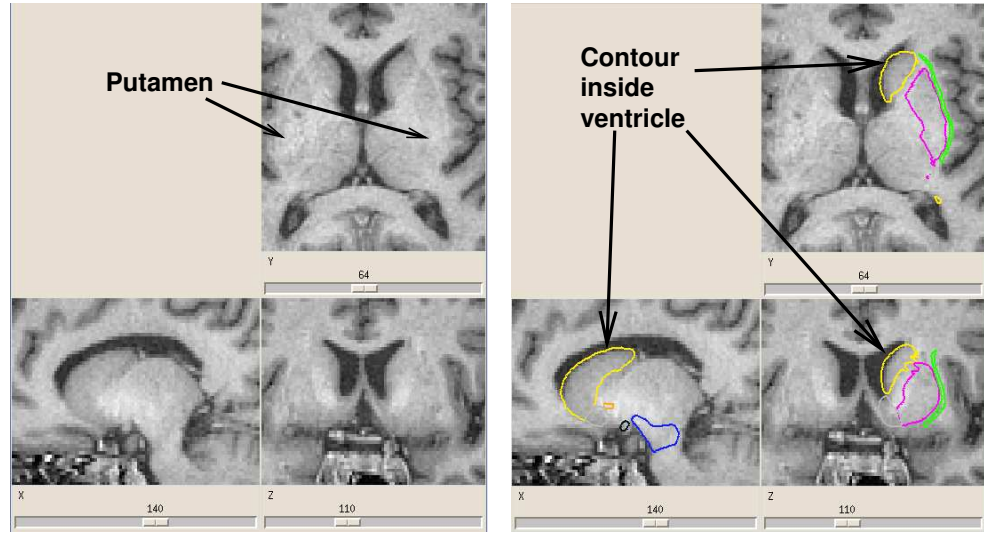 Putamen
Y
64
X
140
Z
110
Contour
inside
ventricle
Y
64
X
140
Z
110